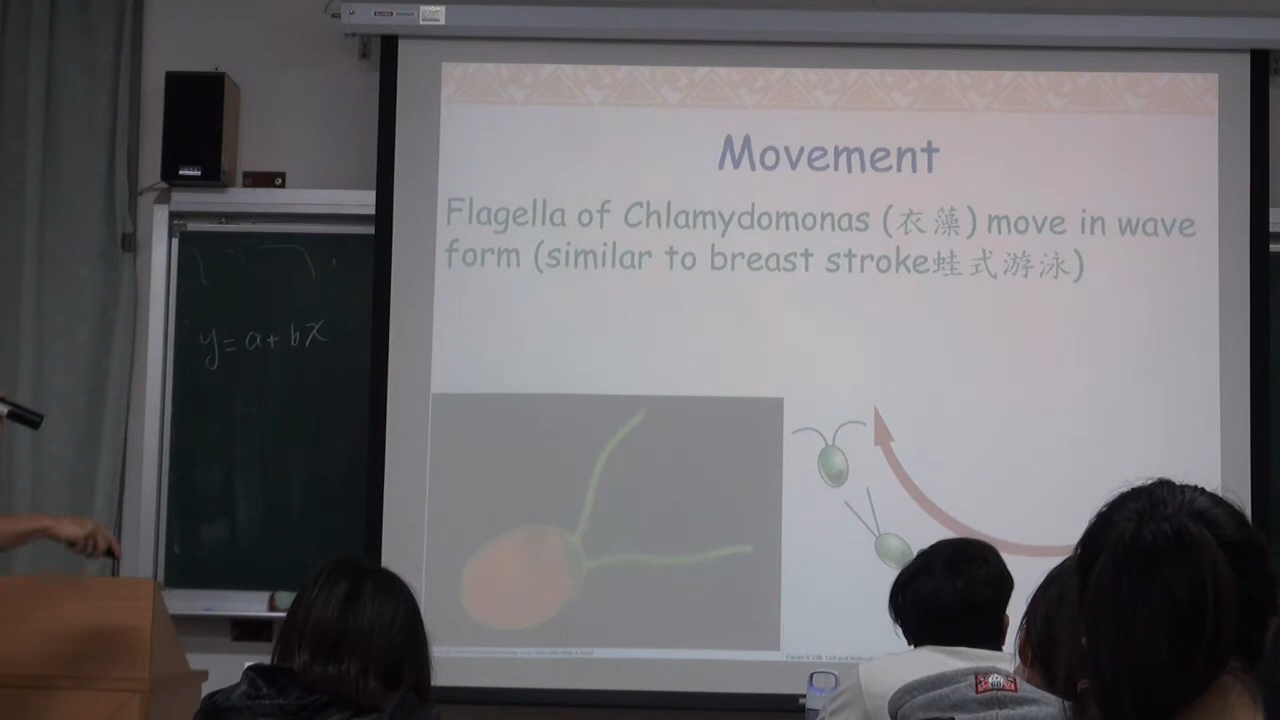 Movement
Flagella of Chlamydomonas (衣藻) move in wave
form (similar to breast stroke蛙式游泳)
y=a+bx